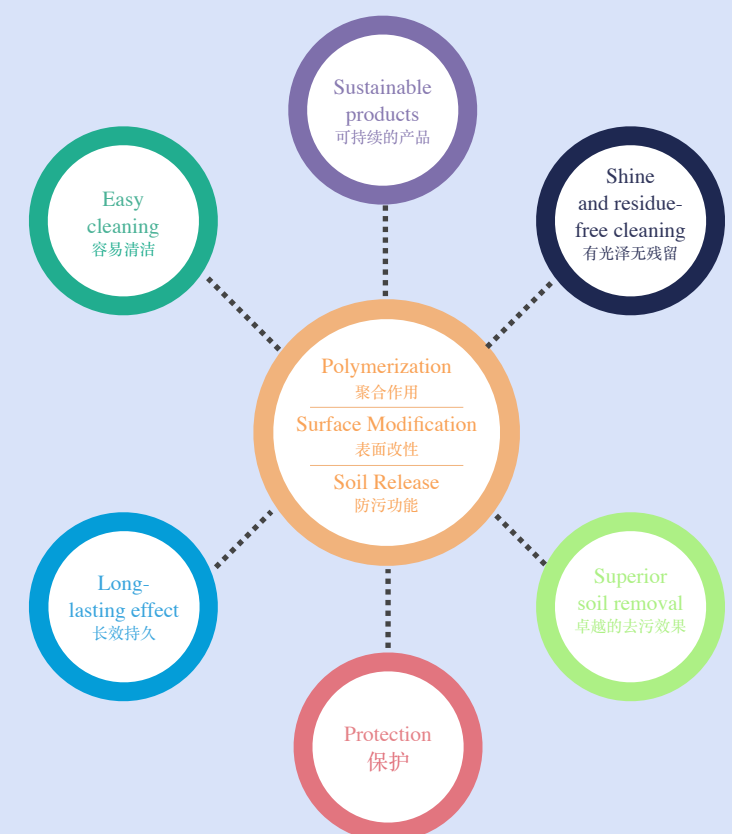 Sustainable
products
可持续的产品
Easy
cleaning
容易清洁
Shine
and residue-
free cleaning
有光泽无残留
Polymerization
聚合作用
Surface Modification
表面改性
Soil Release
防污功能
Long-
lasting effect
长效持久
Superior
soil removal
卓越的去污效果
Protection
保护